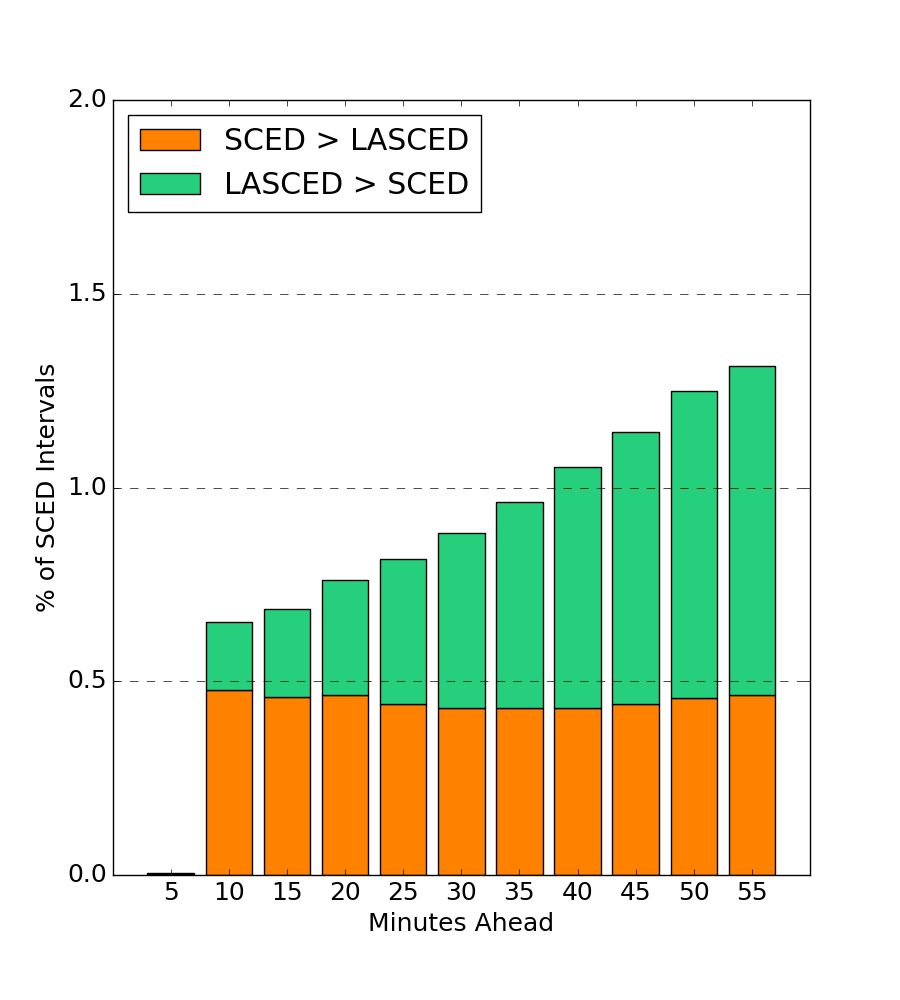 2.0
SCED > LASCED
LASCED > SCED
1.5
1.0
0.5
0.0
% of SCED Intervals
5 10 15 20 25 30 35 40 45 50 55
Minutes Ahead